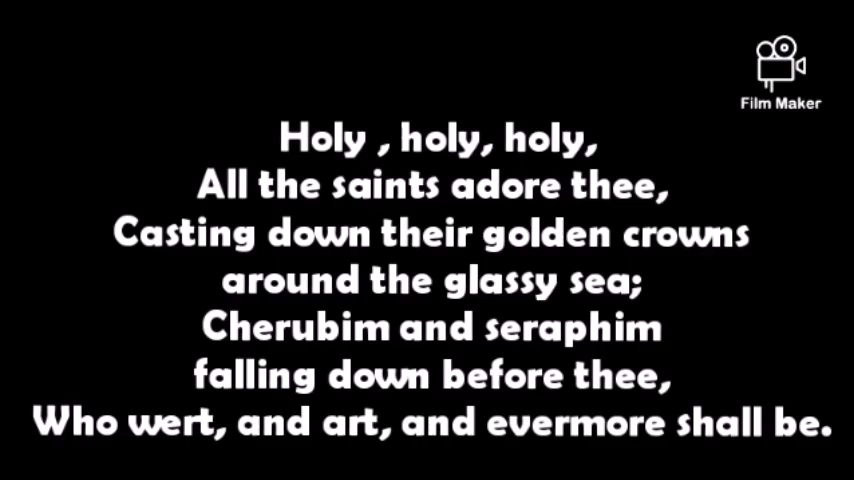 Film Maker
Holy , holy, holy,
All the saints adore thee,
Casting down their golden crowns
around the glassy sea;
Cherubim and seraphim
falling down before thee,
Who wert, and art, and evermore shall be.